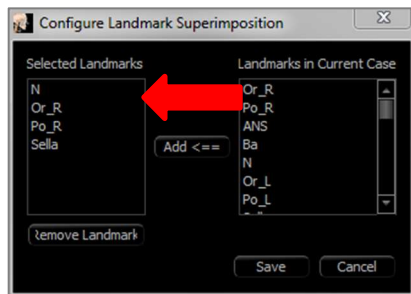 Configure Landmark Superimposition
Selected Landmarks
N
Or_R
Po_R
Sella
Add <==
Remove Landmark
Landmarks in Current Case
Or_R
Po_R
ANS
Ba
N
Or_L
Po_L
Save
Cancel